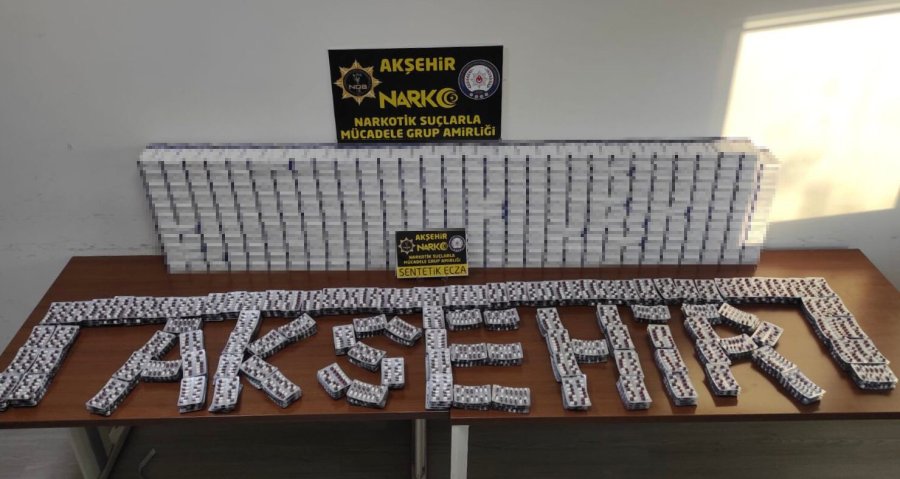 AKŞEHİR
NARKO
NARKOTİK SUÇLARLA
MÜCADELE GRUP AMİRLİĞİ
AKŞEHİR
NARKO
NARKOTİK SUÇLARLA
MÜCADELE GRUP AMİRLİĞİ
SENTETİK ECZA
AKŞEHİR